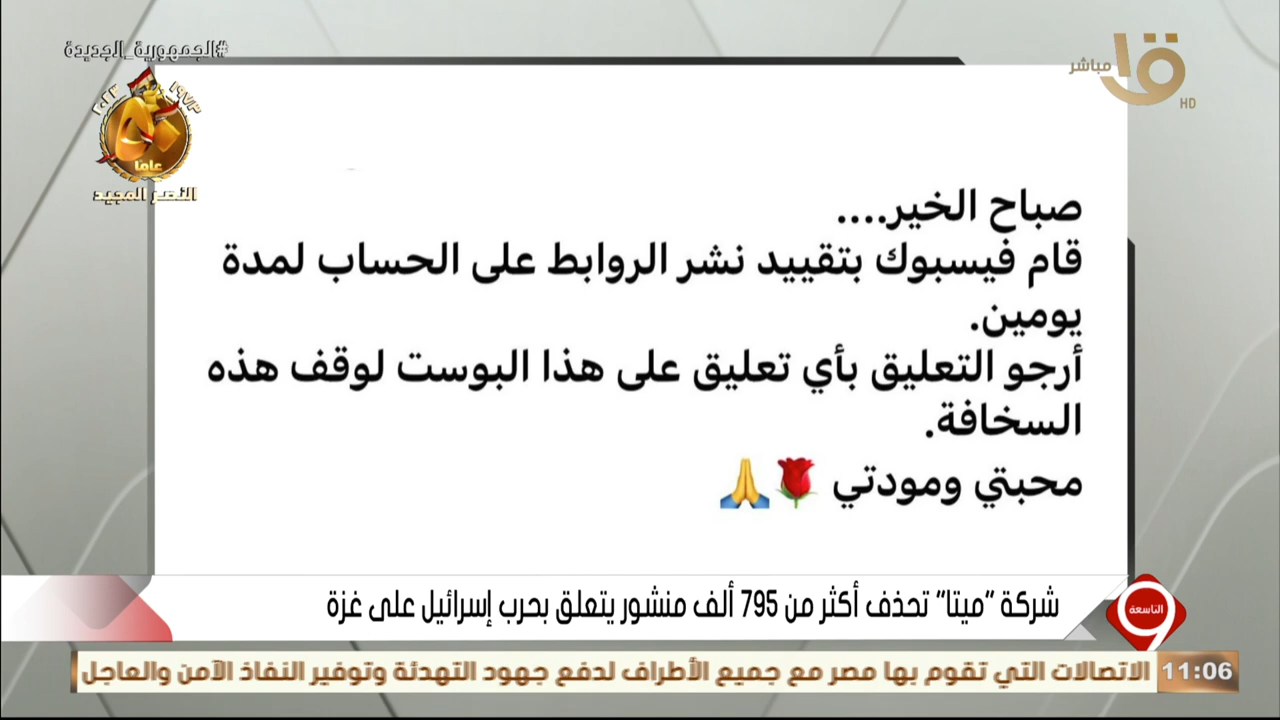 #الجمهورية_الجديدة
مباشر
HD
١٩٧٣
٢٠٢٣
٥٠
عاما
النصر المجيد
صباح الخير....
قام فيسبوك بتقييد نشر الروابط على الحساب لمدة
يومين.
أرجو التعليق بأي تعليق على هذا البوست لوقف هذه
السخافة.
محبتي ومودتي 🌹🙏
شركة "ميتا" تحذف أكثر من 795 ألف منشور يتعلق بحرب إسرائيل على غزة
التاسعة
9
11:06
الاتصالات التي تقوم بها مصر مع جميع الأطراف لدفع جهود التهدئة وتوفير النفاذ الآمن والعاجل